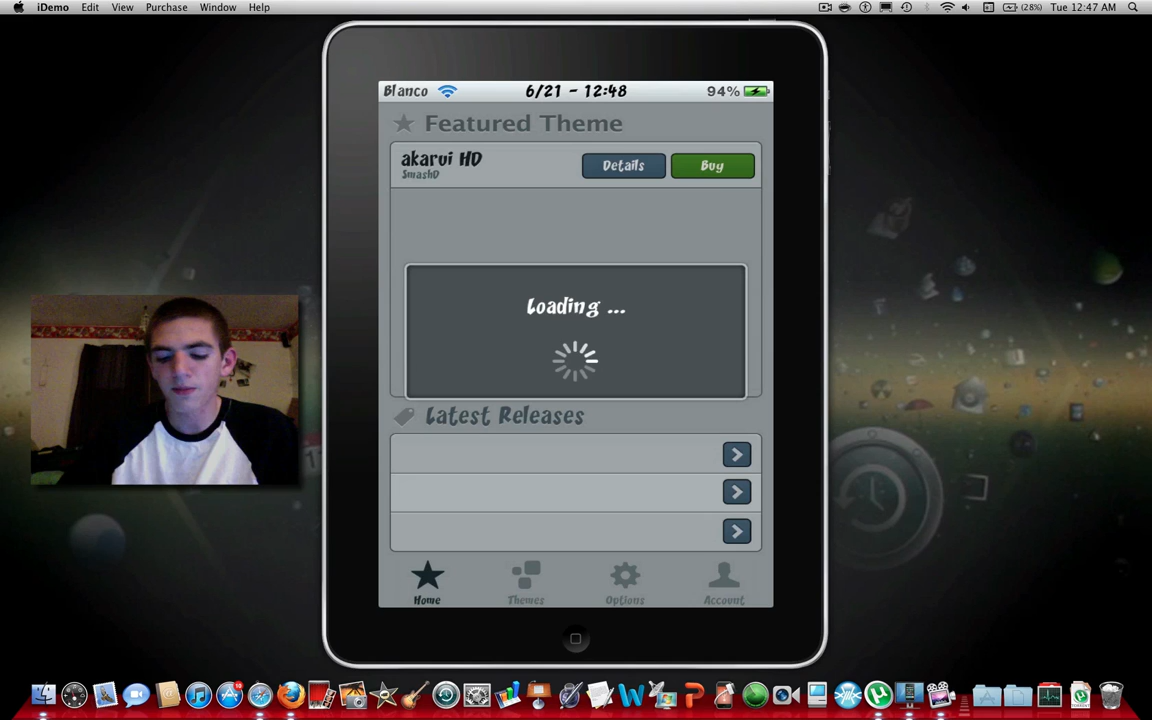 iDemo Edit View Purchase Window Help
(28%) Tue 12:47 AM
Blanco 6/21 - 12:48 94%
Featured Theme
akarui HD
SmashD
Details
Buy
Loading ...
Latest Releases
Home Themes Options Account